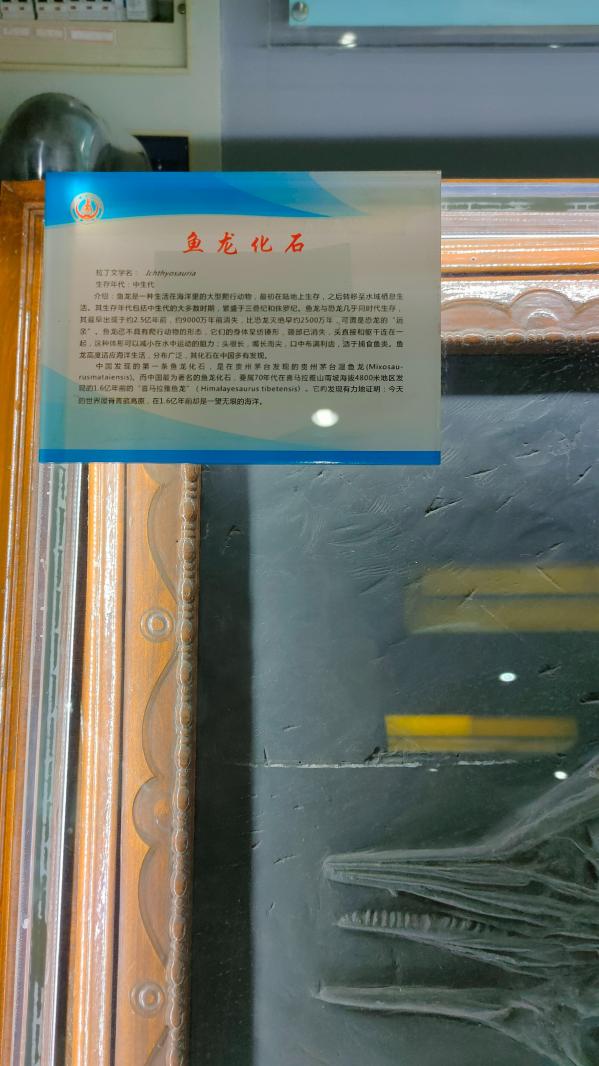 鱼龙化石
拉丁文学名： Ichthyosauria
生存年代：中生代
介绍：鱼龙是一种生活在海洋里的大型爬行动物，最初在陆地上生存，之后转移至水域栖息生
活。其生存年代包括中生代的大多数时期，繁盛于三叠纪和侏罗纪。鱼龙与恐龙几乎同时代生存，
其最早出现于约2.5亿年前，约9000万年前消失，比恐龙灭绝早约2500万年，可谓是恐龙的“远
亲”。鱼龙已不具有爬行动物的形态，它们的身体呈纺锤形，颈部已消失，头直接和躯干连在一
起，这种体形可以减小在水中运动的阻力；头很长，嘴长而尖，口中布满利齿，适于捕食鱼类。鱼
龙高度适应海洋生活，分布广泛，其化石在中国多有发现。
中国发现的第一条鱼龙化石，是在贵州茅台发现的贵州茅台混鱼龙(Mixosau-
rusmataiensis)。而中国最为著名的鱼龙化石，要属70年代在喜马拉雅山南坡海拔4800米地区发
现的1.6亿年前的“喜马拉雅鱼龙”（Himalayesaurus tibetensis）。它的发现有力地证明：今天
的世界屋脊青藏高原，在1.6亿年前却是一望无垠的海洋。